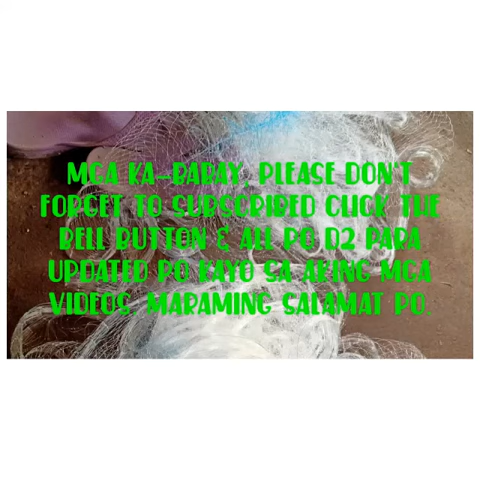 MGA KA-BABAY, PLEASE DON'T
FORGET TO SUBSCRIBED CLICK THE
BELL BUTTON & ALL PO D2 PARA
UPDATED PO KAYO SA AKING MGA
VIDEOS. MARAMING SALAMAT PO.